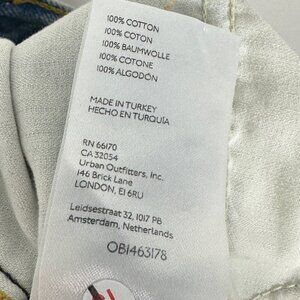 100% COTTON
100% COTON
100% BAUMWOLLE
100% COTONE
100% ALGODÓN
MADE IN TURKEY
HECHO EN TURQUÍA
RN 66170
CA 32054
Urban Outfitters, Inc.
146 Brick Lane
LONDON, E1 6RU
Leidsestraat 32, 1017 PB
Amsterdam, Netherlands
OB1463178